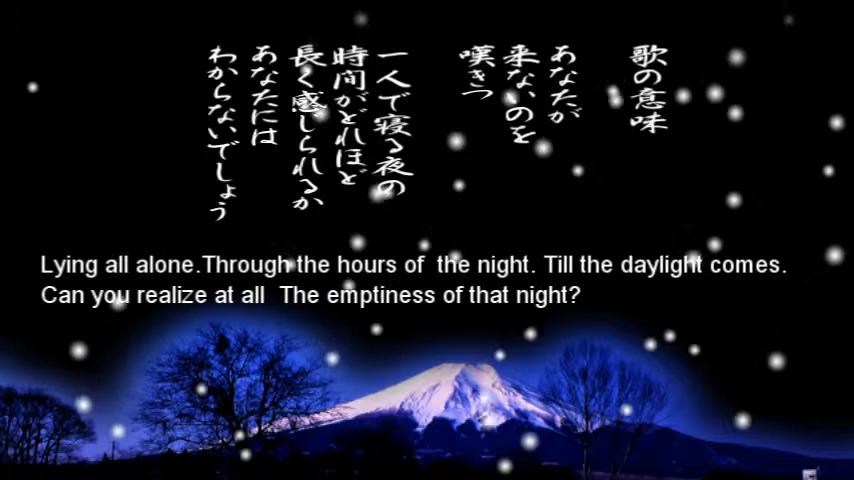 歌の意味
あなたが
来ないのを
嘆きつ
一人で寝る夜の
時間がどれほど
長く感じられるか
あなたには
わからないでしょう
Lying all alone.Through the hours of  the night. Till the daylight comes.
Can you realize at all  The emptiness of that night?